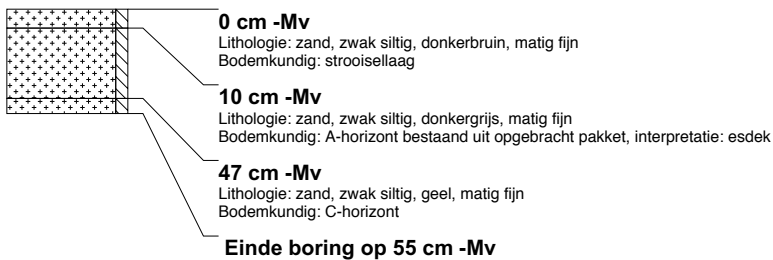 0 cm -Mv
Lithologie: zand, zwak siltig, donkerbruin, matig fijn
Bodemkundig: strooisellaag
10 cm -Mv
Lithologie: zand, zwak siltig, donkergrijs, matig fijn
Bodemkundig: A-horizont bestaand uit opgebracht pakket, interpretatie: esdek
47 cm -Mv
Lithologie: zand, zwak siltig, geel, matig fijn
Bodemkundig: C-horizont
Einde boring op 55 cm -Mv